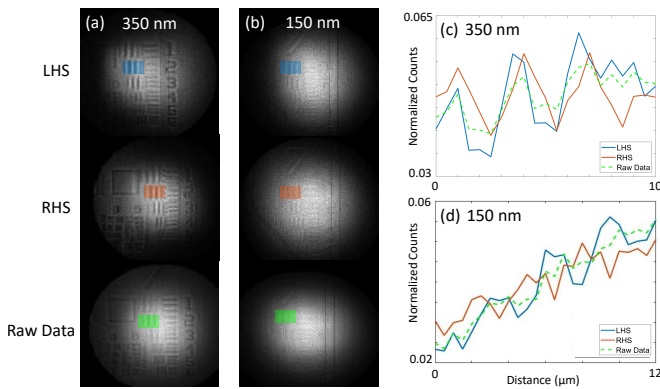 (a) 350 nm
(b) 150 nm
LHS
RHS
Raw Data
(c) 350 nm
0.065
Normalized Counts
0.03
0
10
LHS
RHS
Raw Data
(d) 150 nm
0.06
Normalized Counts
0.02
0
12
Distance (μm)
LHS
RHS
Raw Data